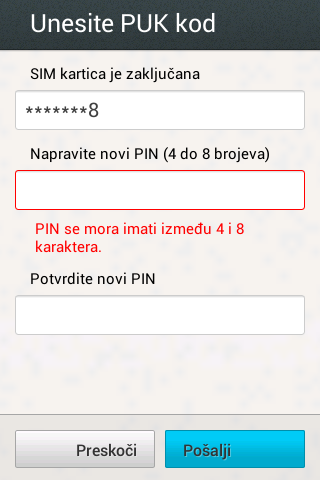 Unesite PUK kod
SIM kartica je zaključana
*******8
Napravite novi PIN (4 do 8 brojeva)
PIN se mora imati između 4 i 8
karaktera.
Potvrdite novi PIN
Preskoči
Pošalji